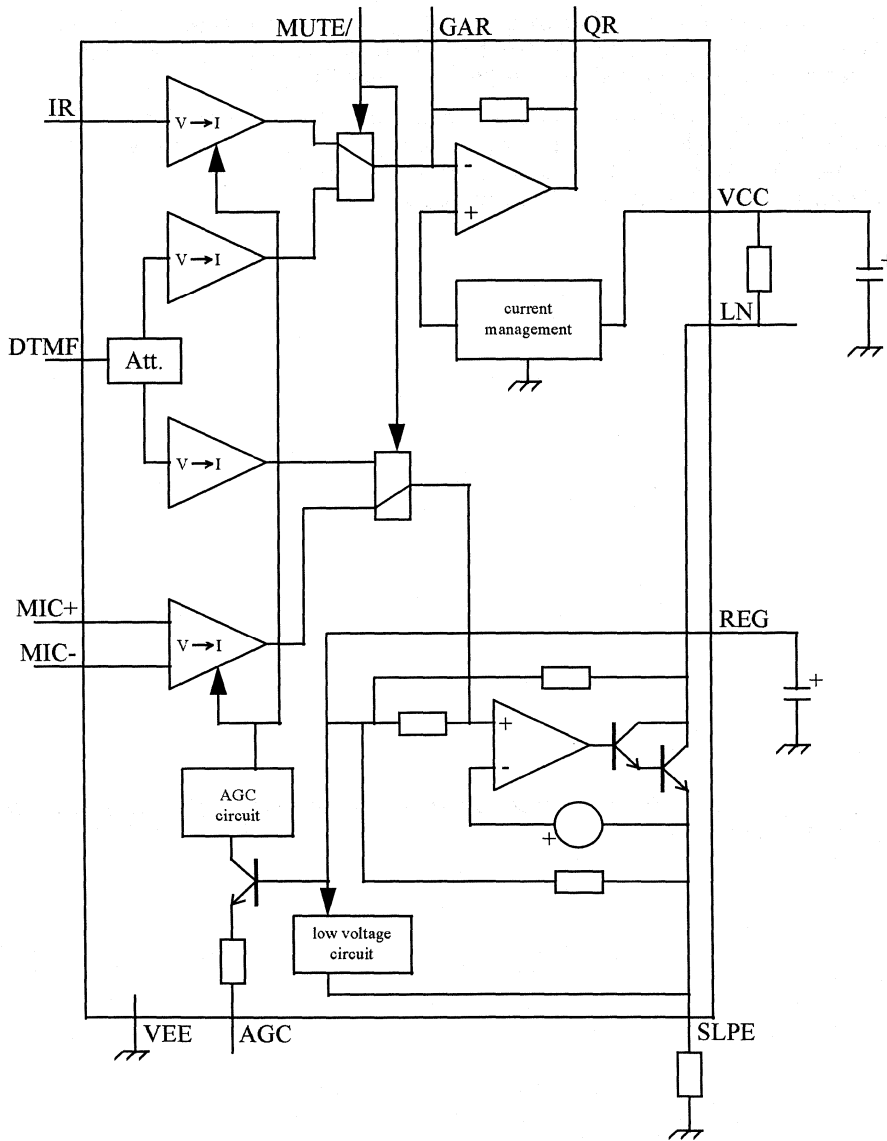 MUTE/ GAR QR
IR
V→I
-
+
VCC
V→I
current
management
LN
DTMF
Att.
V→I
MIC+
MIC-
V→I
REG
+
+
-
AGC
circuit
+
low voltage
circuit
VEE AGC SLPE